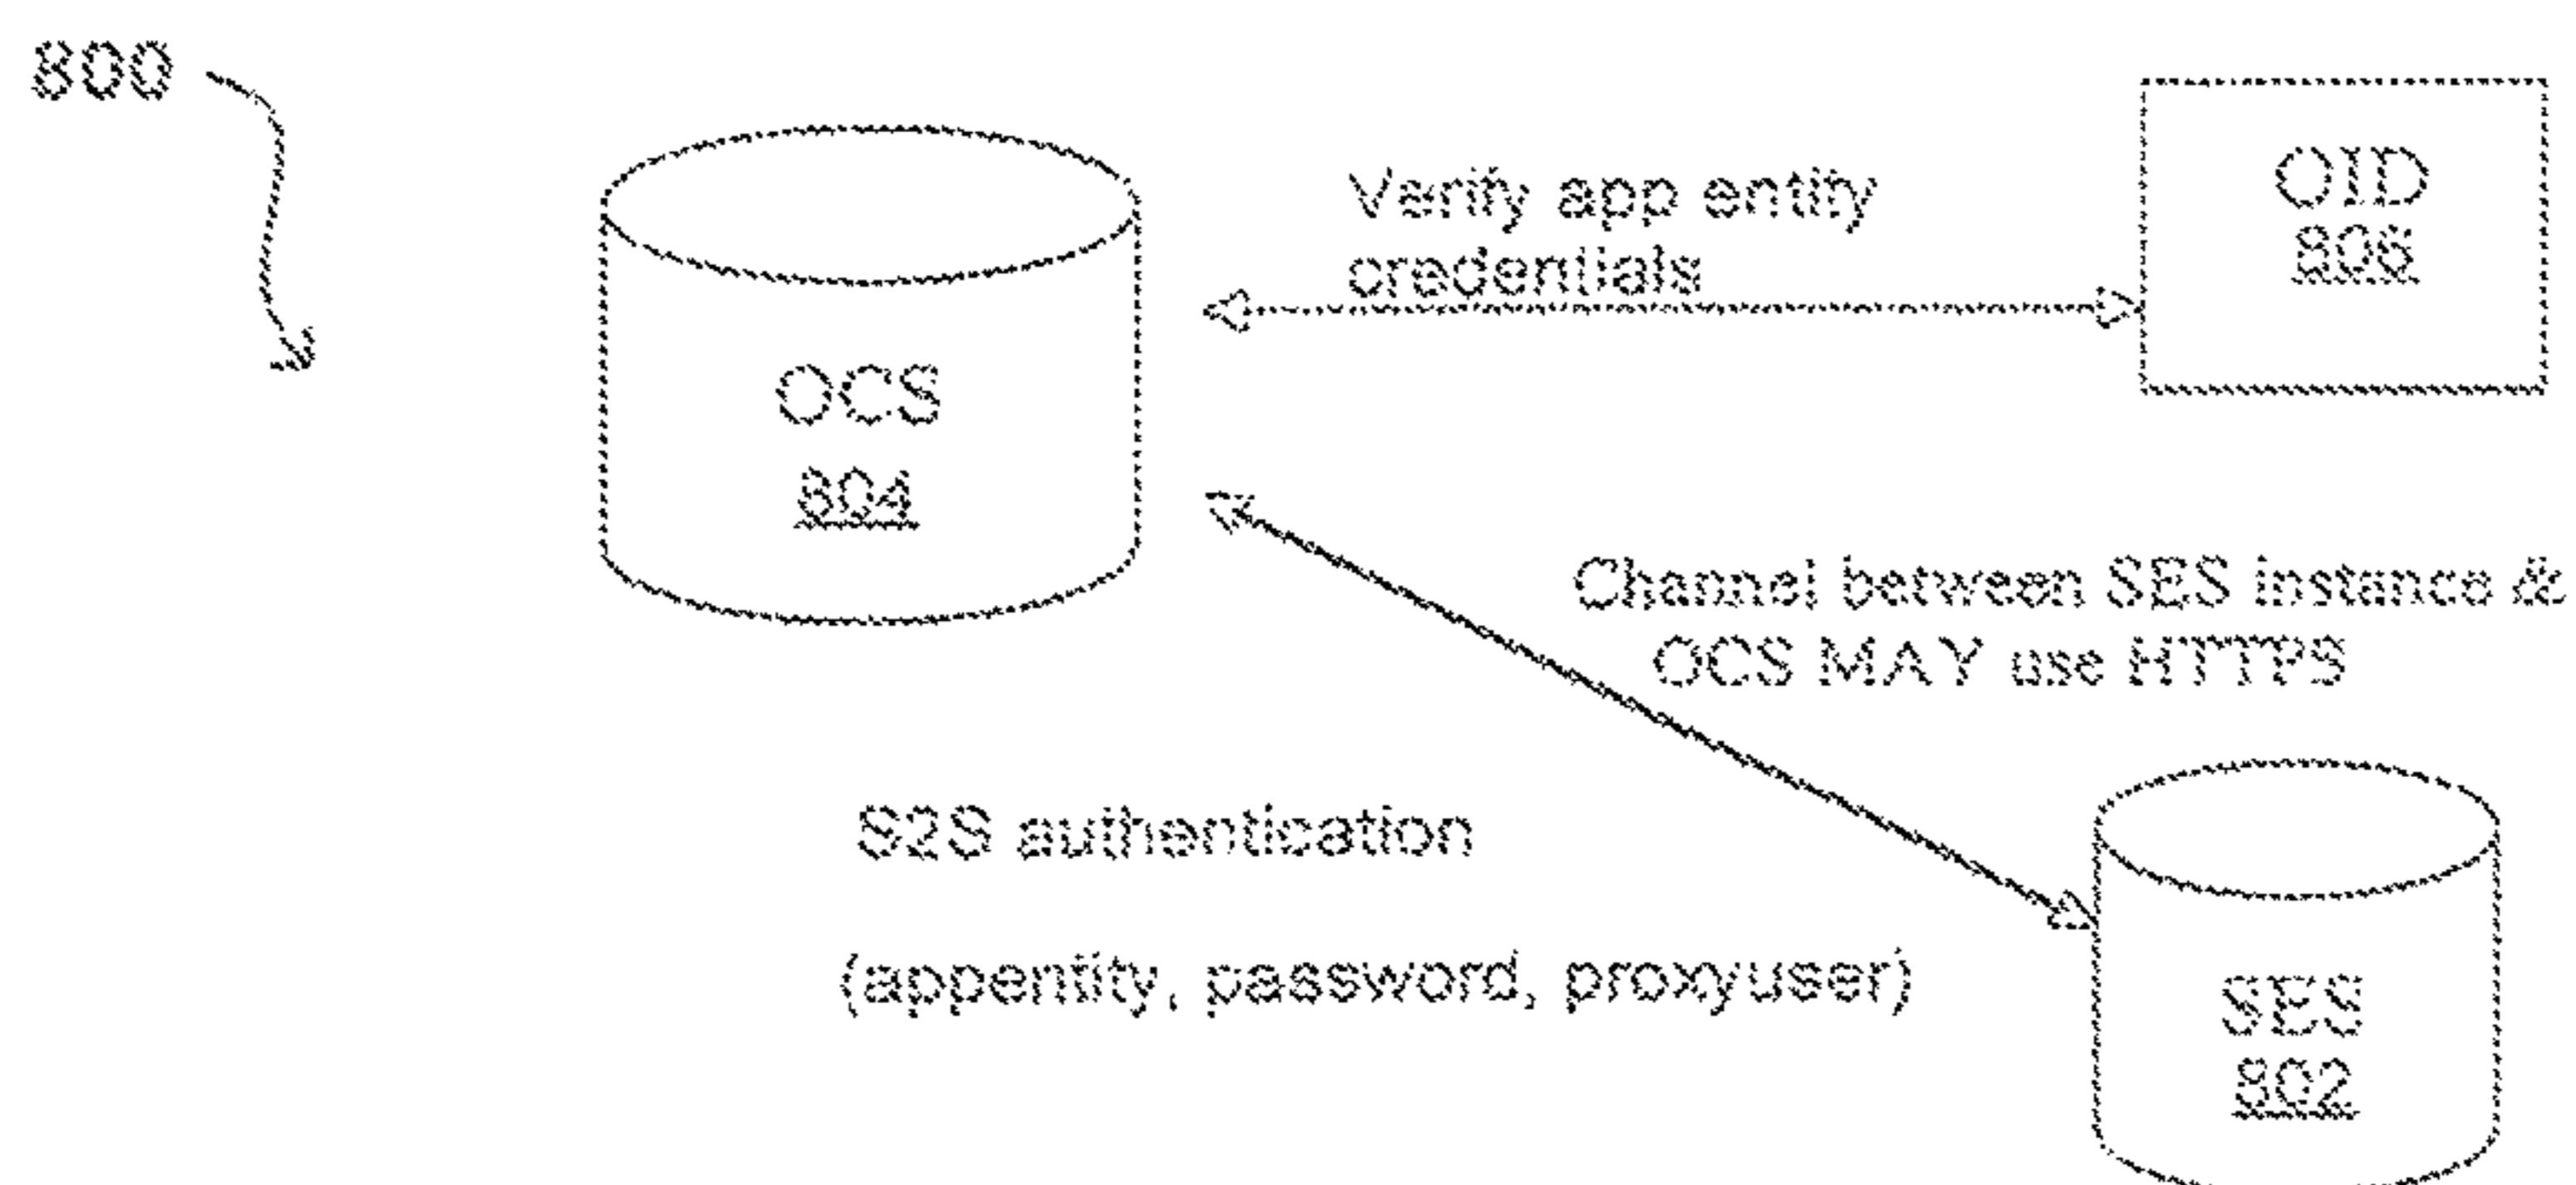 800
OID
806
Verify app entity
credentials
OCS
804
Channel between SES instance &
OCS MAY use HTTPS
S2S authentication
(appentity, password, proxyuser)
SES
802